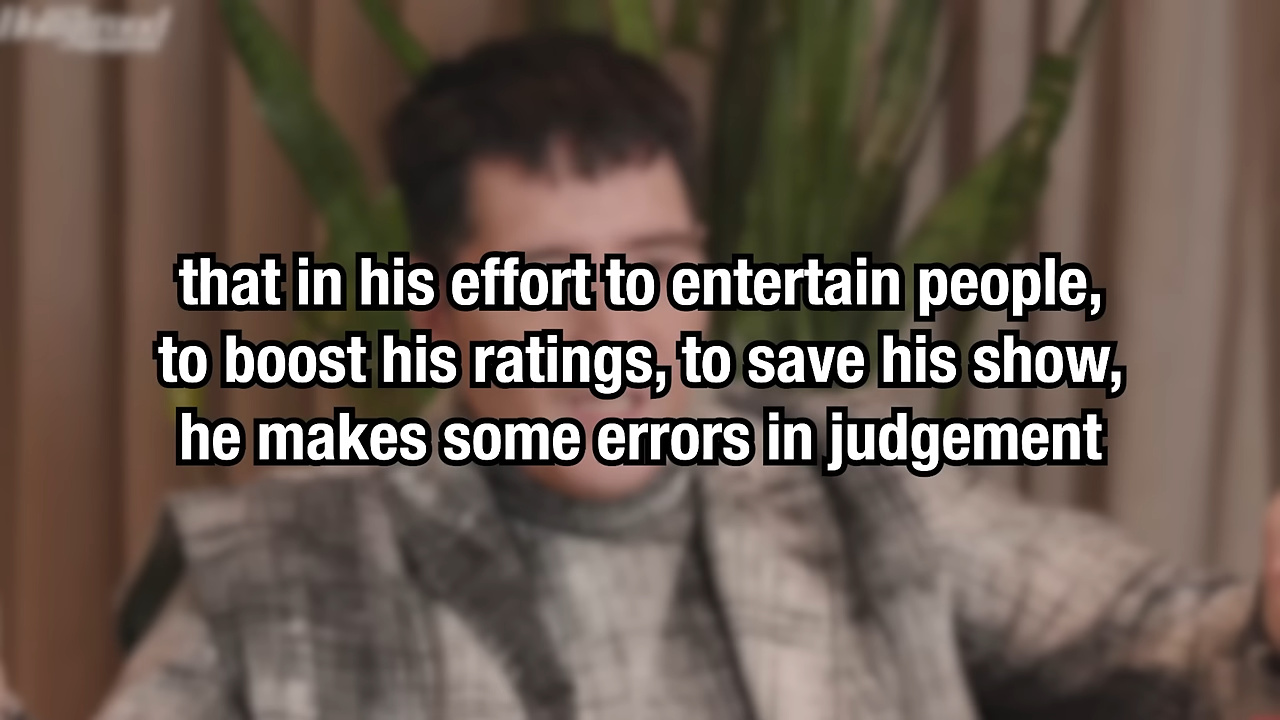 that in his effort to entertain people,
to boost his ratings, to save his show,
he makes some errors in judgement